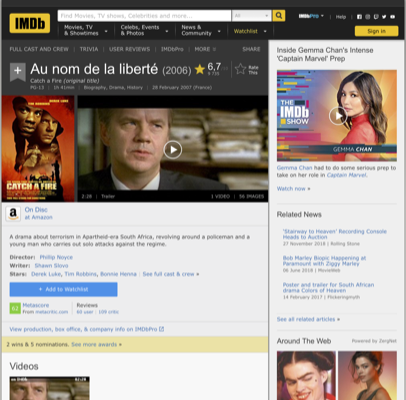 IMDb
Find Movies, TV shows, Celebrities and more...
All
IMDbPro
Help
Movies, TV
& Showtimes
Celebs, Events
& Photos
News &
Community
Watchlist
Sign in
FULL CAST AND CREW | TRIVIA | USER REVIEWS | IMDbPro | MORE
SHARE
Au nom de la liberté (2006)
6,7
Rate
This
Catch a Fire (original title)
PG-13 | 1h 41min | Biography, Drama, History | 28 February 2007 (France)
CATCH A FIRE
2:28 | Trailer
1 VIDEO | 56 IMAGES
On Disc
at Amazon
A drama about terrorism in Apartheid-era South Africa, revolving around a policeman and a
young man who carries out solo attacks against the regime.
Director: Phillip Noyce
Writer: Shawn Slovo
Stars: Derek Luke, Tim Robbins, Bonnie Henna | See full cast & crew »
+ Add to Watchlist
Metascore
From metacritic.com
Reviews
60 user | 109 critic
View production, box office, & company info on IMDbPro
2 wins & 5 nominations. See more awards »
Videos
Inside Gemma Chan's Intense
'Captain Marvel' Prep
THE
IMDb
SHOW
GEMMA CHAN
Gemma Chan had to do some serious prep to
take on her role in Captain Marvel.
Watch now »
Related News
'Stairway to Heaven' Recording Console
Heads to Auction
27 November 2018 | Rolling Stone
Bob Marley Biopic Happening at
Paramount with Ziggy Marley
06 June 2018 | MovieWeb
Poster and trailer for South African
drama Colors of Heaven
14 February 2017 | Flickeringmyth
See all related articles »
Around The Web
Powered by ZergNet